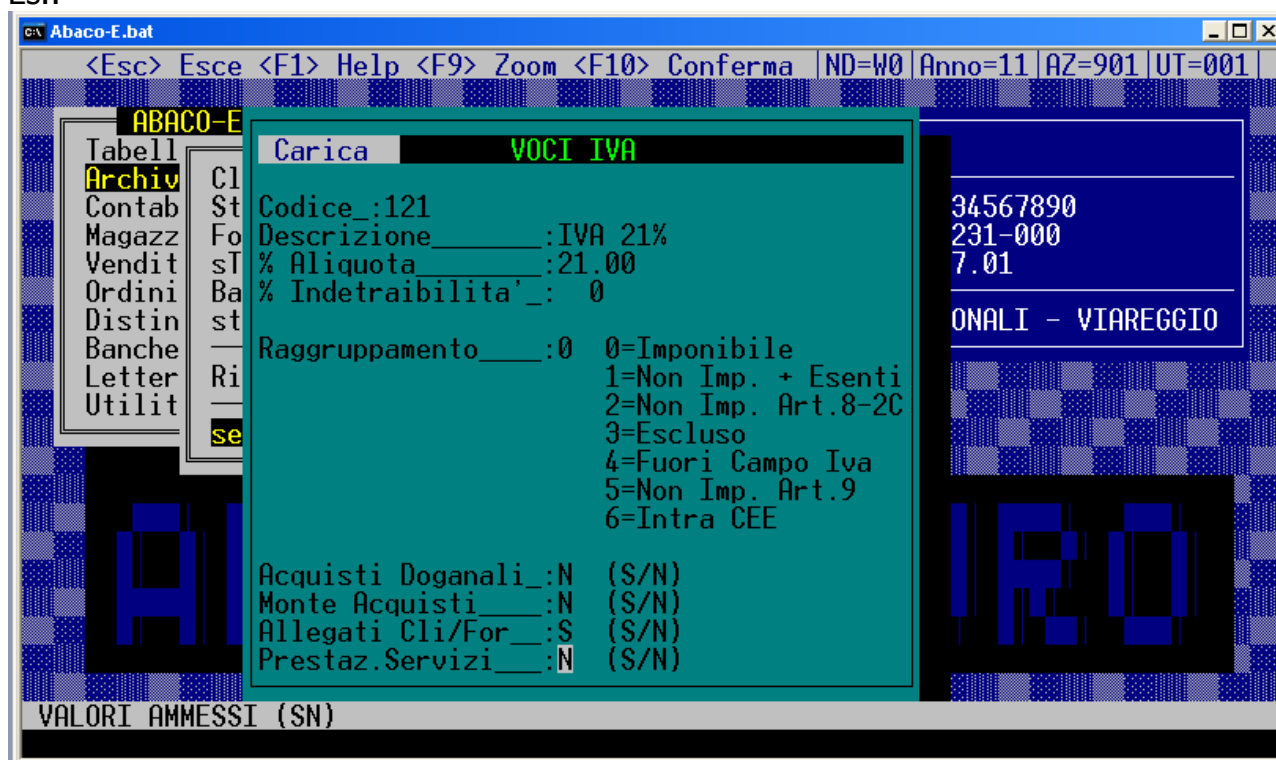 Abaco-E.bat
<Esc> Esce <F1> Help <F9> Zoom <F10> Conferma |ND=W0|Anno=11|AZ=901|UT=001|
ABACO-E
Tabell
Archiv
Contab
Magazz
Vendit
Ordini
Distin
Banche
Letter
Utilit
Cl
St
Fo
sT
Ba
st
Ri
se
Carica VOCI IVA
Codice_:121
Descrizione_______:IVA 21%
% Aliquota________:21.00
% Indetraibilita'_: 0
Raggruppamento____:0 0=Imponibile
1=Non Imp. + Esenti
2=Non Imp. Art.8-2C
3=Escluso
4=Fuori Campo Iva
5=Non Imp. Art.9
6=Intra CEE
Acquisti Doganali_:N (S/N)
Monte Acquisti____:N (S/N)
Allegati Cli/For__:S (S/N)
Prestaz.Servizi___:N (S/N)
34567890
231-000
7.01
ONALI - VIAREGGIO
VALORI AMMESSI (SN)